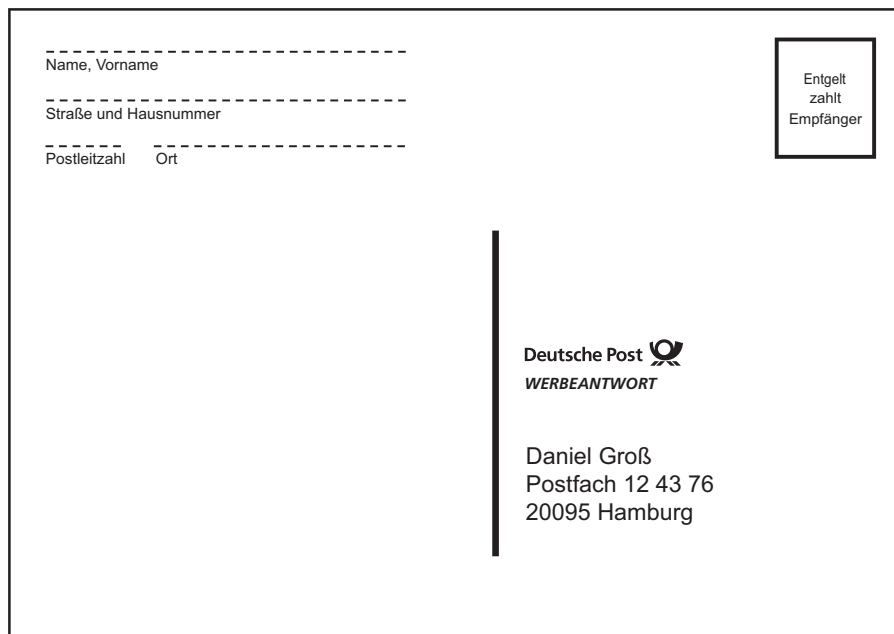 Name, Vorname
Straße und Hausnummer
Postleitzahl Ort
Entgelt
zahlt
Empfänger
Deutsche Post
WERBEANTWORT
Daniel Groß
Postfach 12 43 76
20095 Hamburg